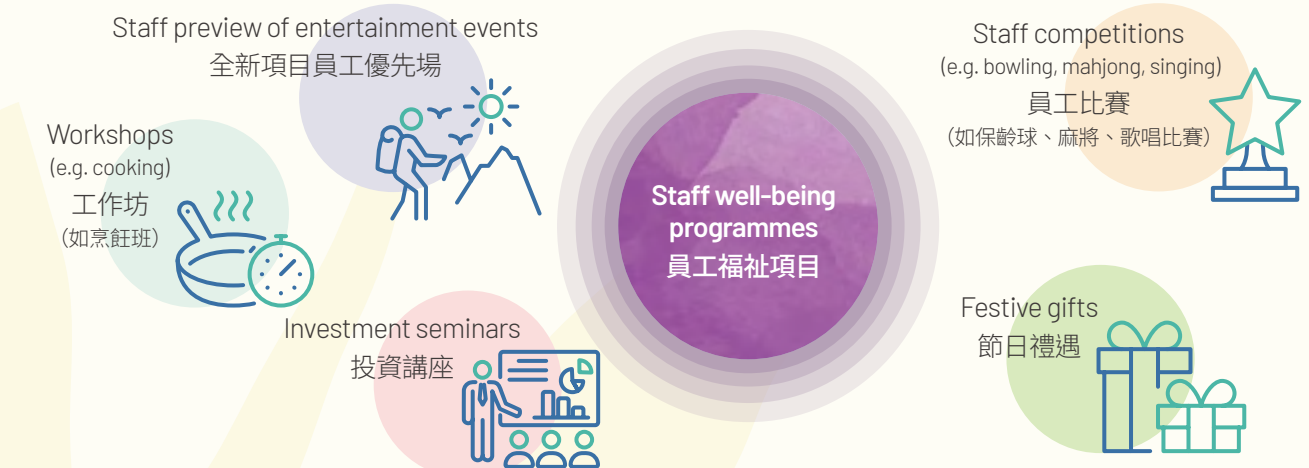 Staff preview of entertainment events
全新項目員工優先場
Workshops
(e.g. cooking)
工作坊
（如烹飪班）
Investment seminars
投資講座
Staff well-being
programmes
員工福祉項目
Staff competitions
(e.g. bowling, mahjong, singing)
員工比賽
（如保齡球、麻將、歌唱比賽）
Festive gifts
節日禮遇